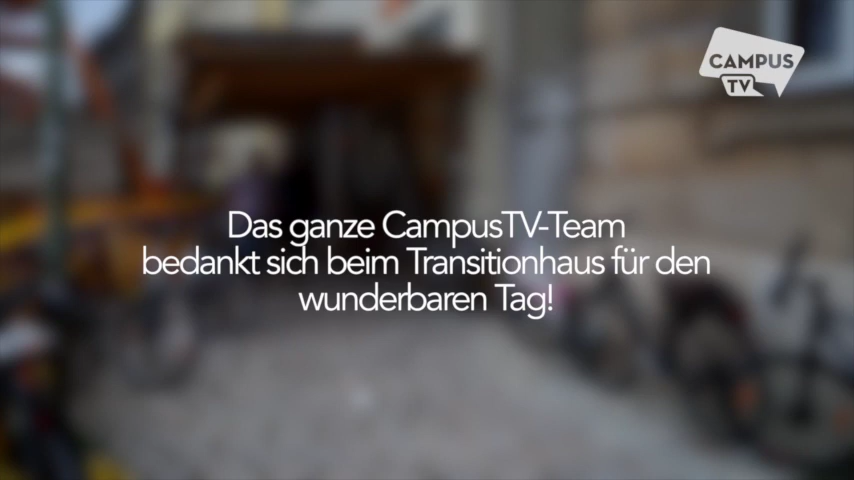 CAMPUS
TV
Das ganze CampusTV-Team
bedankt sich beim Transitionhaus für den
wunderbaren Tag!